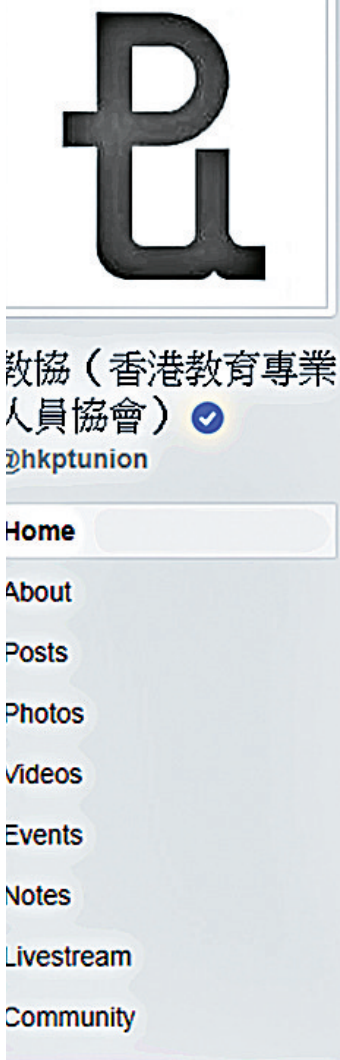 教協（香港教育專業
人員協會）
@hkptunion
Home
About
Posts
Photos
Videos
Events
Notes
Livestream
Community